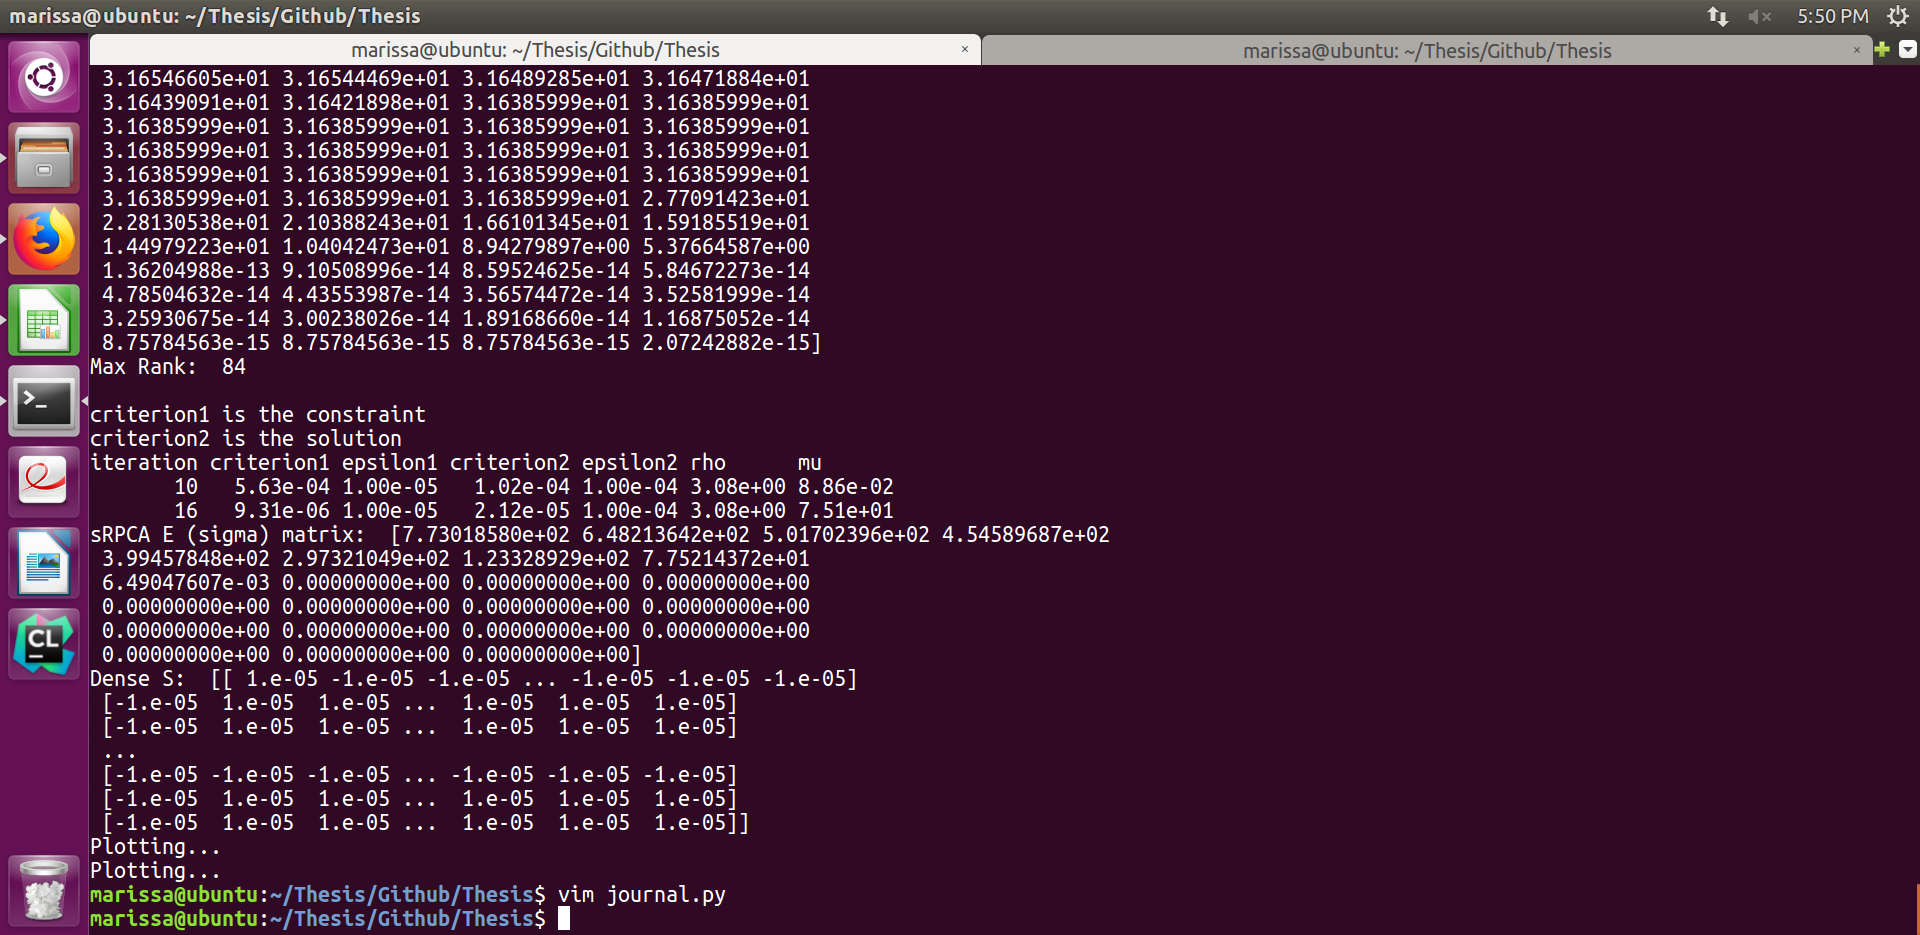 marissa@ubuntu: ~/Thesis/Github/Thesis
5:50 PM
marissa@ubuntu: ~/Thesis/Github/Thesis ×
marissa@ubuntu: ~/Thesis/Github/Thesis ×
3.16546605e+01 3.16544469e+01 3.16489285e+01 3.16471884e+01
3.16439091e+01 3.16421898e+01 3.16385999e+01 3.16385999e+01
3.16385999e+01 3.16385999e+01 3.16385999e+01 3.16385999e+01
3.16385999e+01 3.16385999e+01 3.16385999e+01 3.16385999e+01
3.16385999e+01 3.16385999e+01 3.16385999e+01 3.16385999e+01
3.16385999e+01 3.16385999e+01 3.16385999e+01 2.77091423e+01
2.28130538e+01 2.10388243e+01 1.66101345e+01 1.59185519e+01
1.44979223e+01 1.04042473e+01 8.94279897e+00 5.37664587e+00
1.36204988e-13 9.10508996e-14 8.59524625e-14 5.84672273e-14
4.78504632e-14 4.43553987e-14 3.56574472e-14 3.52581999e-14
3.25930675e-14 3.00238026e-14 1.89168660e-14 1.16875052e-14
8.75784563e-15 8.75784563e-15 8.75784563e-15 2.07242882e-15]
Max Rank:  84
criterion1 is the constraint
criterion2 is the solution
iteration criterion1 epsilon1 criterion2 epsilon2 rho      mu
10   5.63e-04 1.00e-05   1.02e-04 1.00e-04 3.08e+00 8.86e-02
16   9.31e-06 1.00e-05   2.12e-05 1.00e-04 3.08e+00 7.51e+01
sRPCA E (sigma) matrix:  [7.73018580e+02 6.48213642e+02 5.01702396e+02 4.54589687e+02
3.99457848e+02 2.97321049e+02 1.23328929e+02 7.75214372e+01
6.49047607e-03 0.00000000e+00 0.00000000e+00 0.00000000e+00
0.00000000e+00 0.00000000e+00 0.00000000e+00 0.00000000e+00
0.00000000e+00 0.00000000e+00 0.00000000e+00 0.00000000e+00
0.00000000e+00 0.00000000e+00 0.00000000e+00]
Dense S:  [[ 1.e-05 -1.e-05 -1.e-05 ... -1.e-05 -1.e-05 -1.e-05]
[-1.e-05  1.e-05  1.e-05 ...  1.e-05  1.e-05  1.e-05]
[-1.e-05  1.e-05  1.e-05 ...  1.e-05  1.e-05  1.e-05]
...
[-1.e-05 -1.e-05 -1.e-05 ... -1.e-05 -1.e-05 -1.e-05]
[-1.e-05  1.e-05  1.e-05 ...  1.e-05  1.e-05  1.e-05]
[-1.e-05  1.e-05  1.e-05 ...  1.e-05  1.e-05  1.e-05]]
Plotting...
Plotting...
marissa@ubuntu:~/Thesis/Github/Thesis$ vim journal.py
marissa@ubuntu:~/Thesis/Github/Thesis$
>_
CL